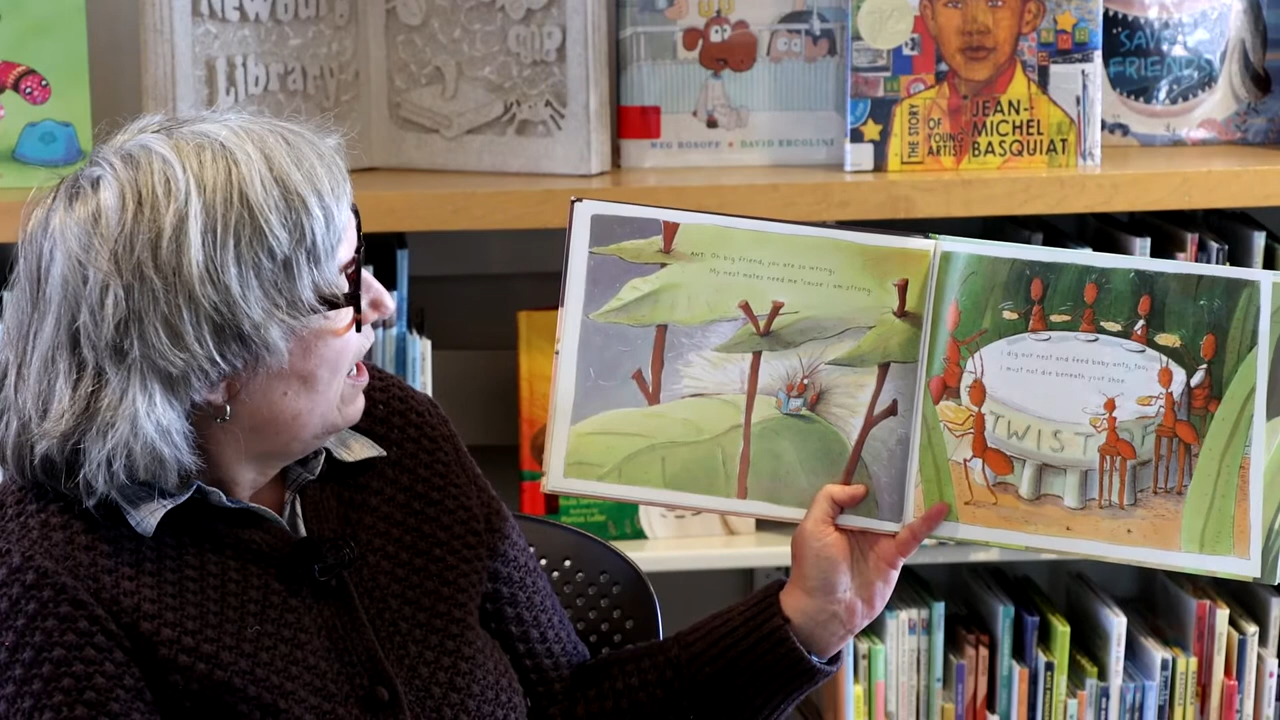 Newburg
Library
MEG ROSOFF • DAVID ERCOLINI
THE STORY
OF YOUNG
ARTIST
JEAN-
MICHEL
BASQUIAT
SAVE
FRIENDS
ANT: Oh big friend, you are so wrong,
My nest mates need me 'cause I am strong.
I dig our nest and feed baby ants, too,
I must not die beneath your shoe.
TWIST